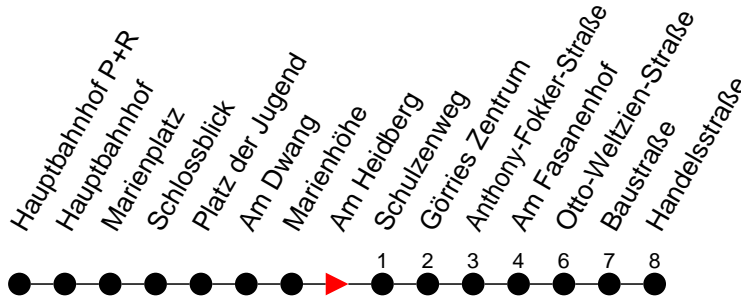 Hauptbahnhof P+R
Hauptbahnhof
Marienplatz
Schlossblick
Platz der Jugend
Am Dwang
Marienhöhe
Am Heidberg
Schulzenweg
Görries Zentrum
Anthony-Fokker-Straße
Am Fasanenhof
Otto-Weltzien-Straße
Baustraße
Handelsstraße
1 2 3 4 6 7 8